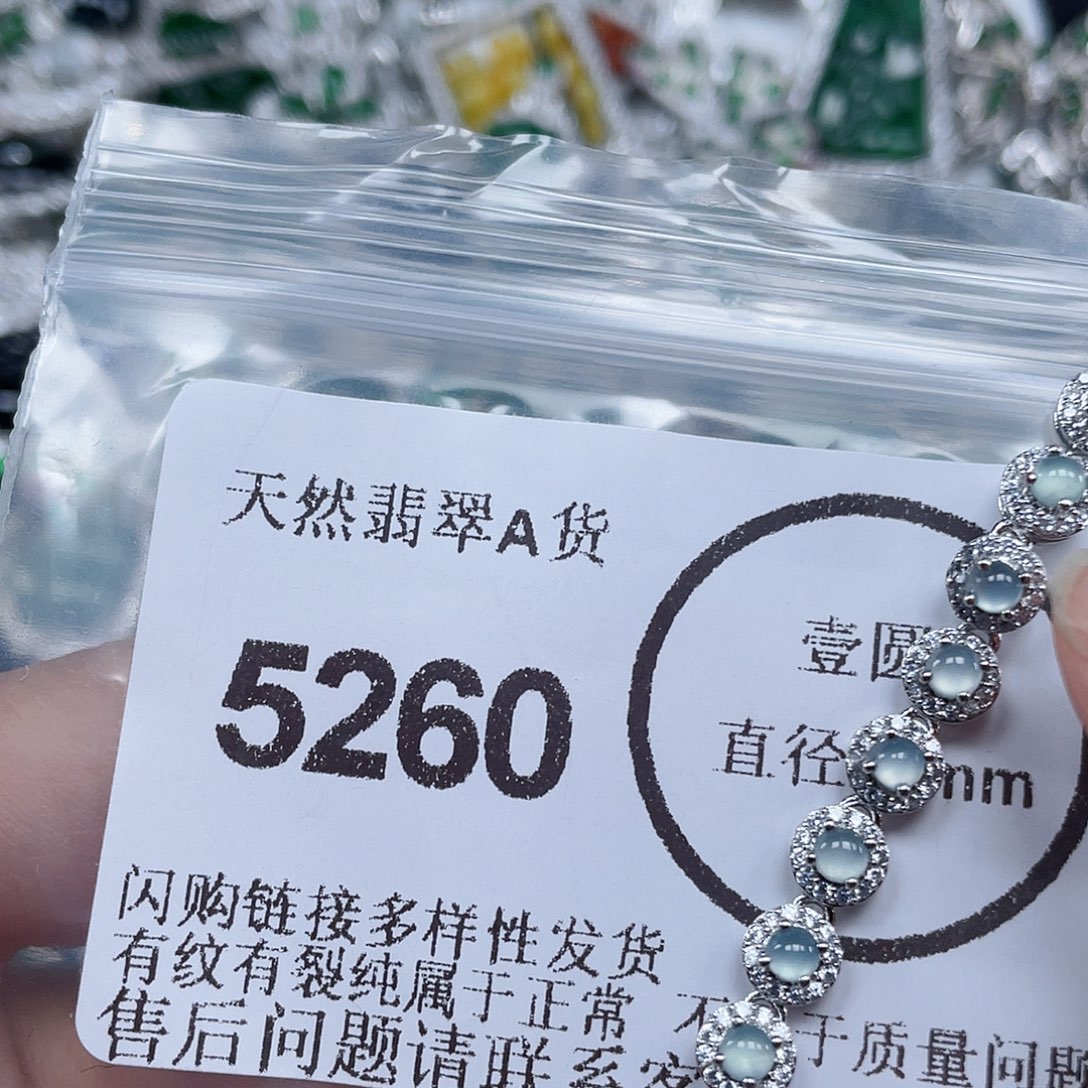 天然翡翠A货
5260
壹圆
直径 mm
闪购链接多样性发货
有纹有裂纯属于正常 不 于质量问题
售后问题请联系客